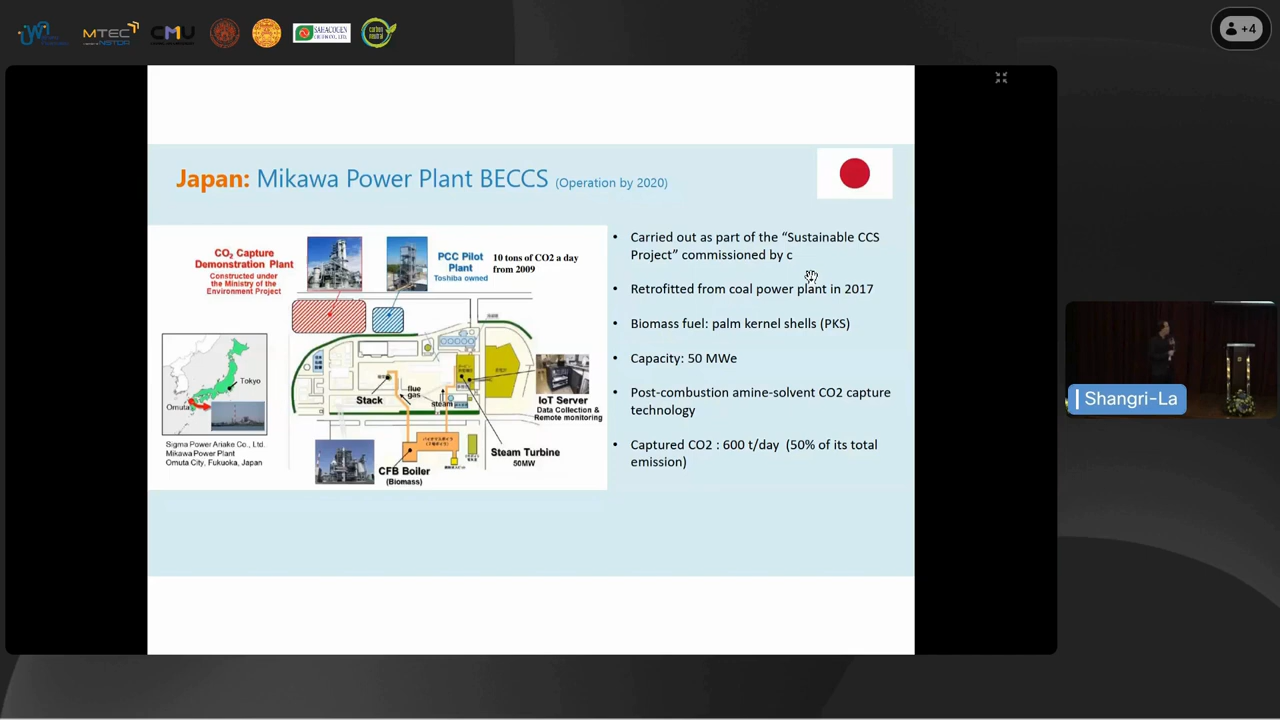 MTEC
NSTDA
CMU
SAHACOGEN
carbon neutral
+4
Japan: Mikawa Power Plant BECCS (Operation by 2020)
CO2 Capture
Demonstration Plant
Constructed under
the Ministry of the
Environment Project
PCC Pilot
Plant
Toshiba owned
10 tons of CO2 a day
from 2009
Tokyo
Omuta
Sigma Power Ariake Co., Ltd.
Mikawa Power Plant
Omuta City, Fukuoka, Japan
Stack
flue
gas
steam
IoT Server
Data Collection &
Remote monitoring
Steam Turbine
50MW
CFB Boiler
(Biomass)
• Carried out as part of the “Sustainable CCS
Project” commissioned by c
• Retrofitted from coal power plant in 2017
• Biomass fuel: palm kernel shells (PKS)
• Capacity: 50 MWe
• Post-combustion amine-solvent CO2 capture
technology
• Captured CO2 : 600 t/day (50% of its total
emission)
Shangri-La